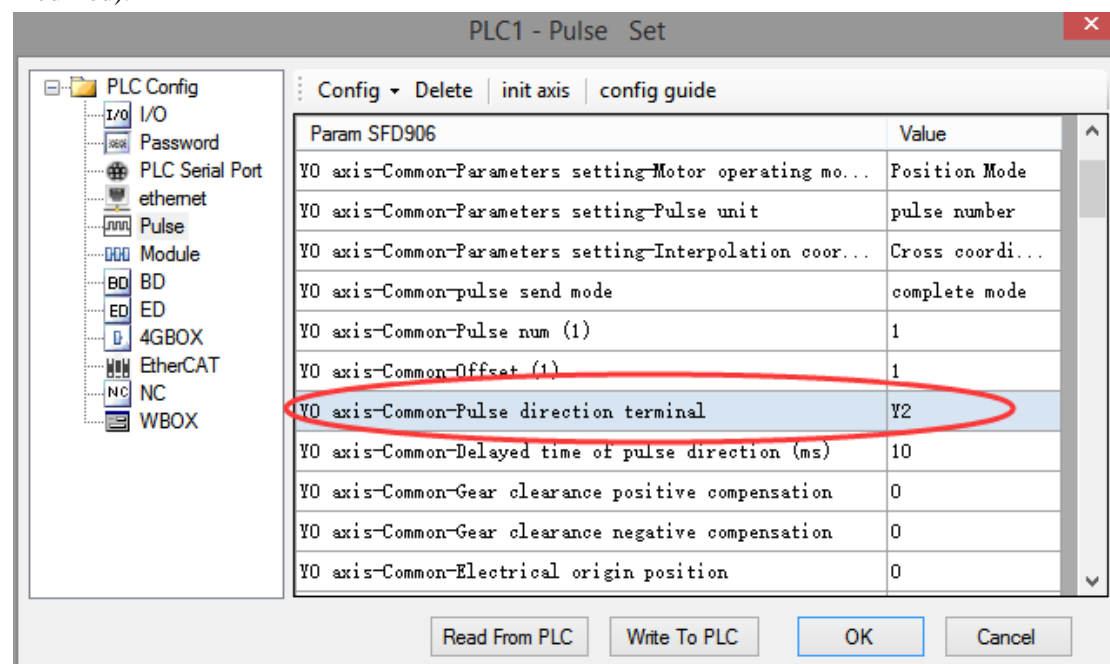 PLC1 - Pulse Set
PLC Config
I/O I/O
Password
PLC Serial Port
ethernet
Pulse
Module
BD BD
ED ED
4GBOX
EtherCAT
NC NC
WBOX
Config Delete init axis config guide
Param SFD906 Value
Y0 axis-Common-Parameters setting-Motor operating mo... Position Mode
Y0 axis-Common-Parameters setting-Pulse unit pulse number
Y0 axis-Common-Parameters setting-Interpolation coor... Cross coordi...
Y0 axis-Common-pulse send mode complete mode
Y0 axis-Common-Pulse num (1) 1
Y0 axis-Common-Offset (1) 1
Y0 axis-Common-Pulse direction terminal Y2
Y0 axis-Common-Delayed time of pulse direction (ms) 10
Y0 axis-Common-Gear clearance positive compensation 0
Y0 axis-Common-Gear clearance negative compensation 0
Y0 axis-Common-Electrical origin position 0
Read From PLC Write To PLC OK Cancel